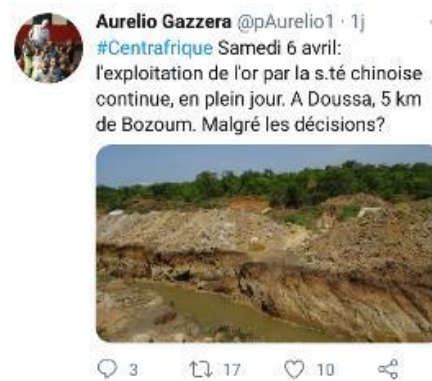 Aurelio Gazzera @pAurelio1 · 1j
#Centrafrique Samedi 6 avril:
l'exploitation de l'or par la s.té chinoise
continue, en plein jour. A Doussa, 5 km
de Bozoum. Malgré les décisions?
3 17 10